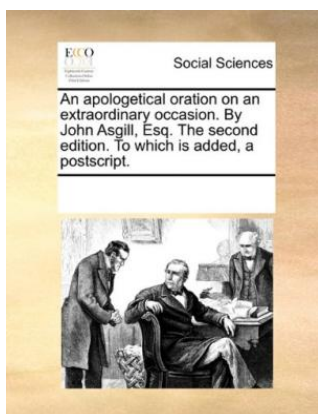 ECCO
Social Sciences
An apologetical oration on an
extraordinary occasion. By
John Asgill, Esq. The second
edition. To which is added, a
postscript.